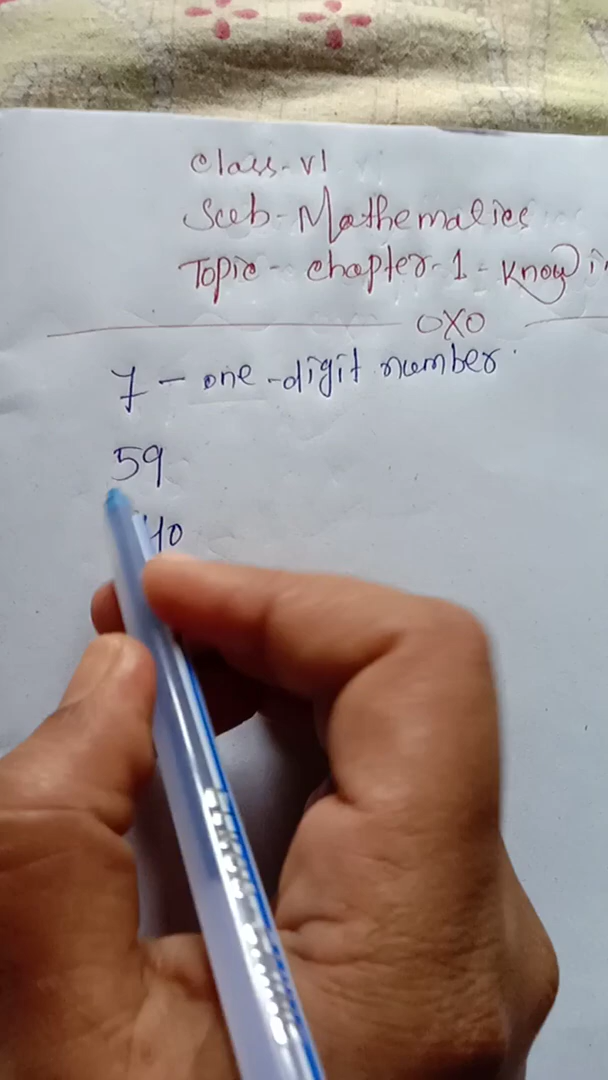 Class-VI
Sub-Mathematics
Topic - Chapter-1 - Know
OXO
7 - one-digit number
59